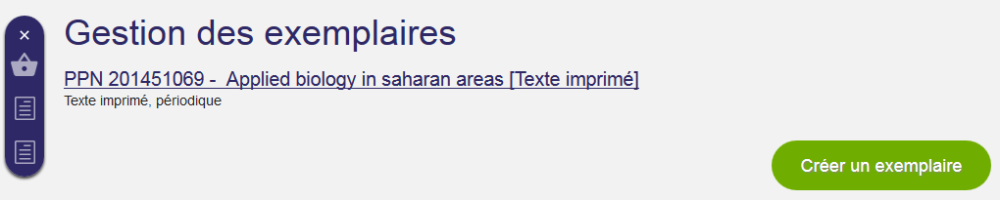 Gestion des exemplaires
PPN 201451069 - Applied biology in saharan areas [Texte imprimé]
Texte imprimé, périodique
Créer un exemplaire